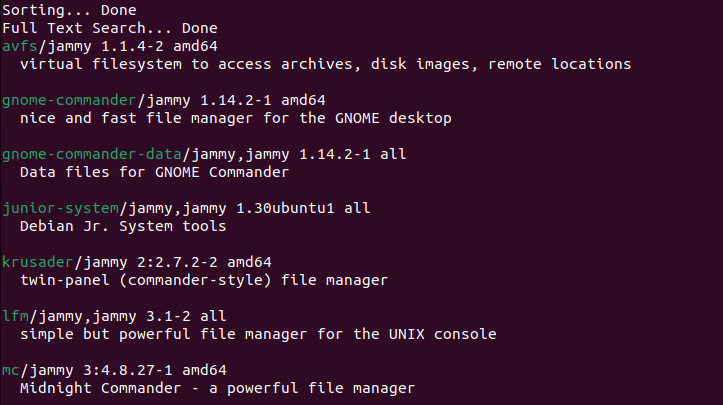 Sorting... Done
Full Text Search... Done
avfs/jammy 1.1.4-2 amd64
  virtual filesystem to access archives, disk images, remote locations

gnome-commander/jammy 1.14.2-1 amd64
  nice and fast file manager for the GNOME desktop

gnome-commander-data/jammy,jammy 1.14.2-1 all
  Data files for GNOME Commander

junior-system/jammy,jammy 1.30ubuntu1 all
  Debian Jr. System tools

krusader/jammy 2:2.7.2-2 amd64
  twin-panel (commander-style) file manager

lfm/jammy,jammy 3.1-2 all
  simple but powerful file manager for the UNIX console

mc/jammy 3:4.8.27-1 amd64
  Midnight Commander - a powerful file manager